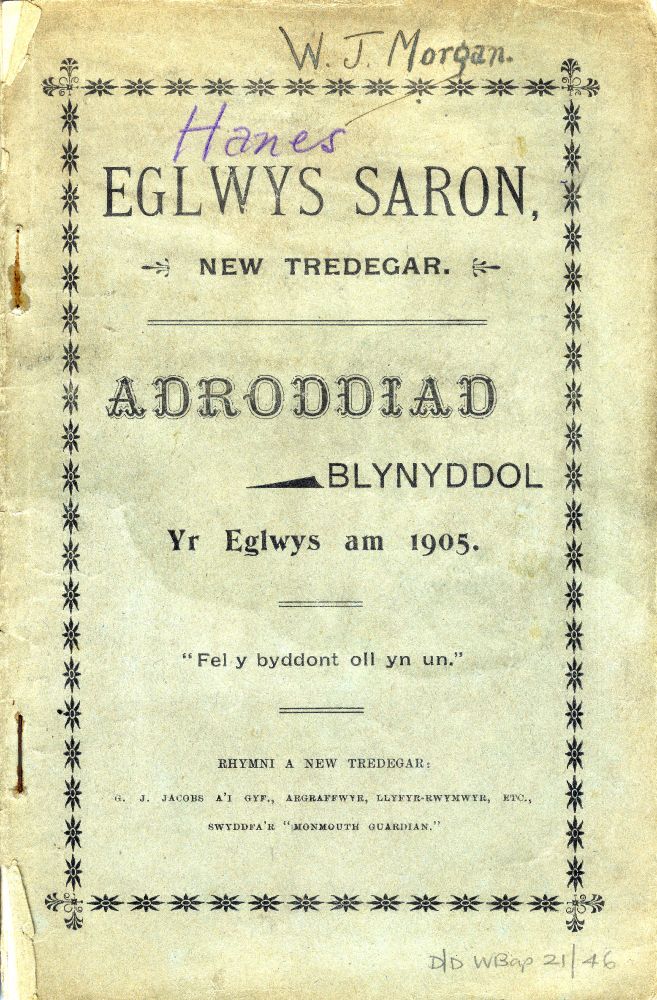 W. J. Morgan.
Hanes
EGLWYS SARON,
NEW TREDEGAR.
ADRODDIAD
BLYNYDDOL
Yr Eglwys am 1905.
"Fel y byddont oll yn un."
RHYMNI A NEW TREDEGAR:
G. J. JACOBS A'I GYF., ARGRAFFWYR, LLYFYR-RWYMWYR, ETC.,
SWYDDFA'R "MONMOUTH GUARDIAN."
D/D WBap 21/46